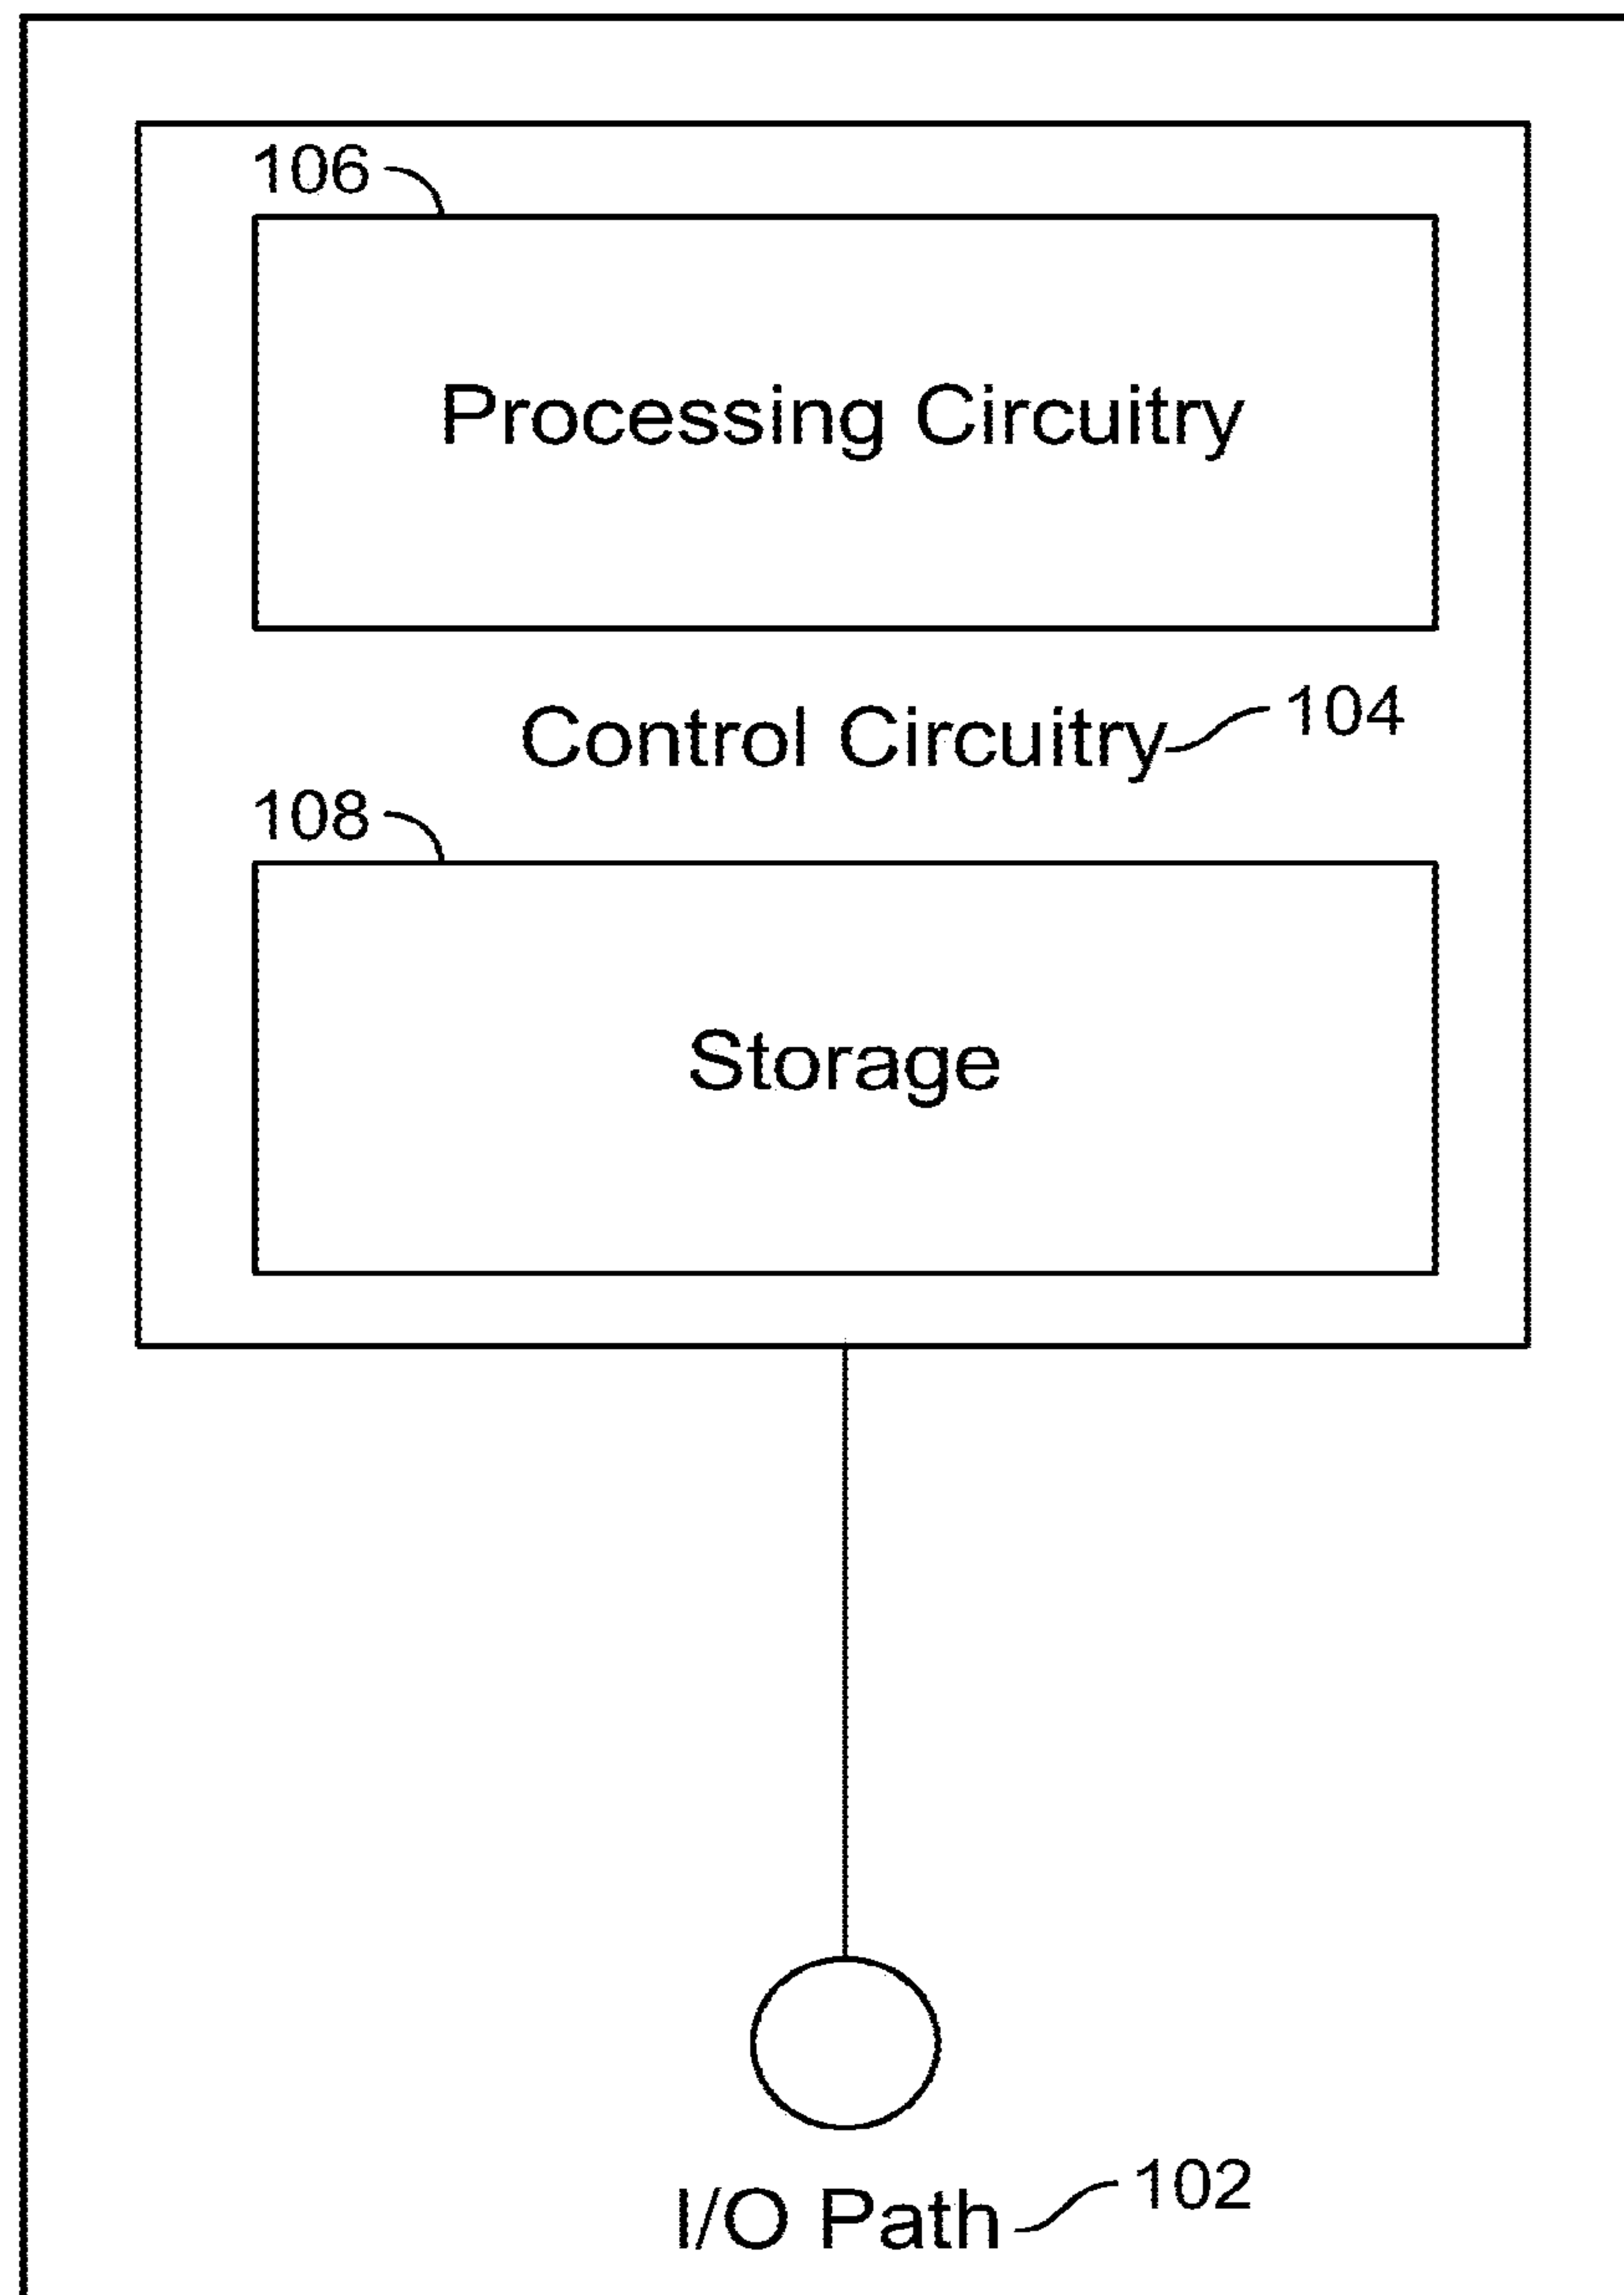 106
Processing Circuitry
Control Circuitry 104
108
Storage
I/O Path 102